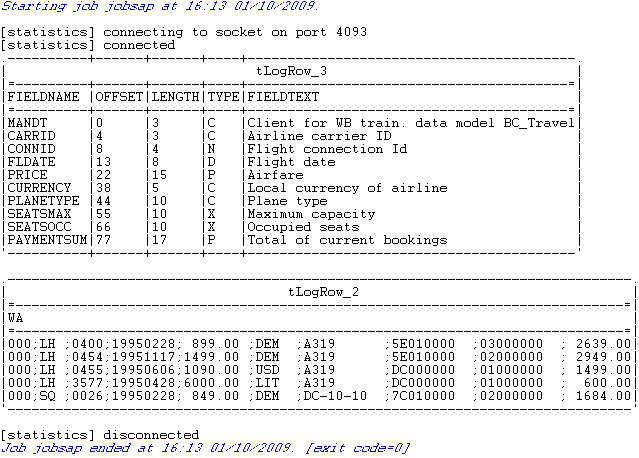 Starting job jobsap at 16:13 01/10/2009.
[statistics] connecting to socket on port 4093
[statistics] connected
tLogRow_3
|FIELDNAME |OFFSET|LENGTH|TYPE|FIELDTEXT
|MANDT |0 |3 |C |Client for WB train. data model BC_Travel|
|CARRID |4 |3 |C |Airline carrier ID |
|CONNID |8 |4 |N |Flight connection Id |
|FLDATE |13 |8 |D |Flight date |
|PRICE |22 |15 |P |Airfare |
|CURRENCY |38 |5 |C |Local currency of airline |
|PLANETYPE |44 |10 |C |Plane type |
|SEATSMAX |55 |10 |X |Maximum capacity |
|SEATSOCC |66 |10 |X |Occupied seats |
|PAYMENTSUM|77 |17 |P |Total of current bookings |
tLogRow_2
|WA |
|000;LH ;0400;19950228; 899.00 ;DEM ;A319 ;5E010000 ;03000000 ; 2639.00|
|000;LH ;0454;19951117;1499.00 ;DEM ;A319 ;5E010000 ;02000000 ; 2949.00|
|000;LH ;0455;19950606;1090.00 ;USD ;A319 ;DC000000 ;01000000 ; 1499.00|
|000;LH ;3577;19950428;6000.00 ;LIT ;A319 ;DC000000 ;01000000 ; 600.00|
|000;SQ ;0026;19950228; 849.00 ;DEM ;DC-10-10 ;7C010000 ;02000000 ; 1684.00|
[statistics] disconnected
Job jobsap ended at 16:13 01/10/2009. [exit code=0]